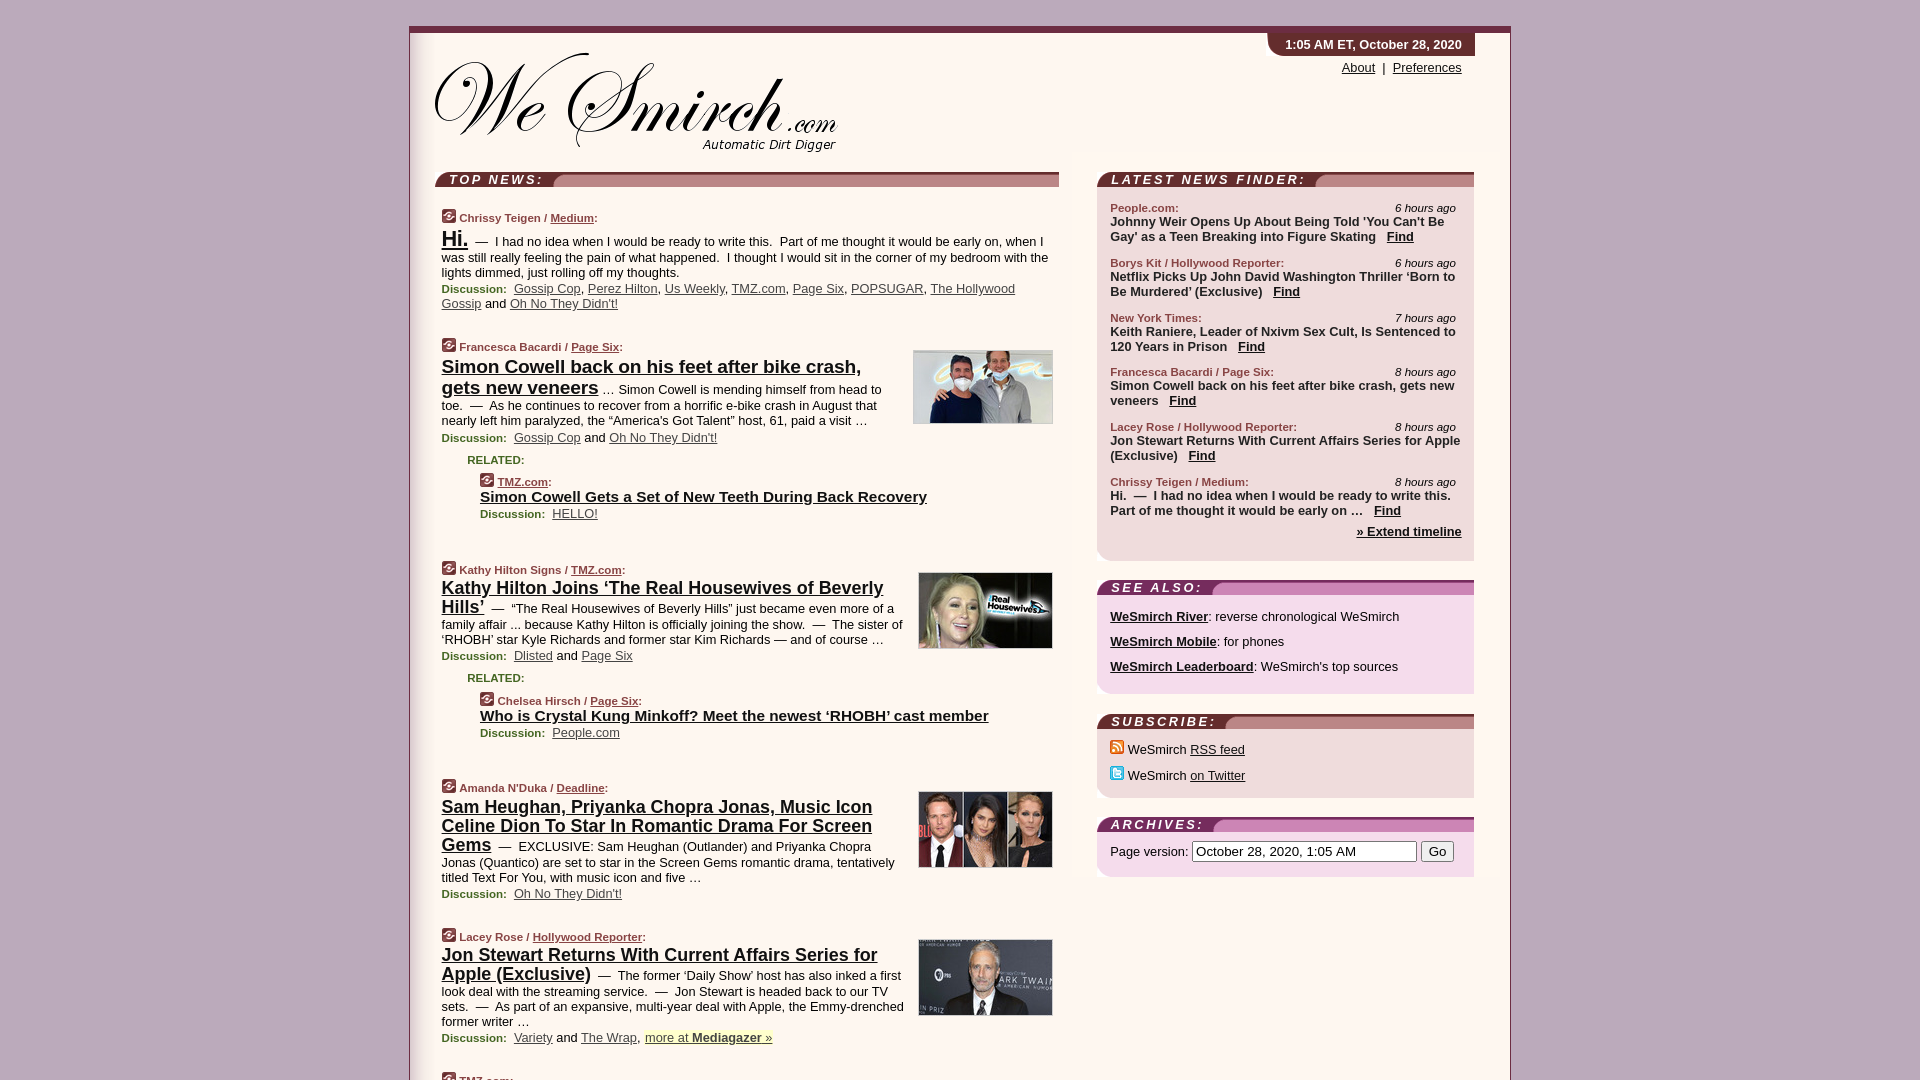 1:05 AM ET, October 28, 2020
About | Preferences
We Smirch .com
Automatic Dirt Digger
TOP NEWS:
Chrissy Teigen / Medium:
Hi. — I had no idea when I would be ready to write this. Part of me thought it would be early on, when I
was still really feeling the pain of what happened. I thought I would sit in the corner of my bedroom with the
lights dimmed, just rolling off my thoughts.
Discussion: Gossip Cop, Perez Hilton, Us Weekly, TMZ.com, Page Six, POPSUGAR, The Hollywood
Gossip and Oh No They Didn't!
Francesca Bacardi / Page Six:
Simon Cowell back on his feet after bike crash,
gets new veneers … Simon Cowell is mending himself from head to
toe. — As he continues to recover from a horrific e-bike crash in August that
nearly left him paralyzed, the “America's Got Talent” host, 61, paid a visit …
Discussion: Gossip Cop and Oh No They Didn't!
RELATED:
TMZ.com:
Simon Cowell Gets a Set of New Teeth During Back Recovery
Discussion: HELLO!
Kathy Hilton Signs / TMZ.com:
Kathy Hilton Joins ‘The Real Housewives of Beverly
Hills’ — “The Real Housewives of Beverly Hills” just became even more of a
family affair ... because Kathy Hilton is officially joining the show. — The sister of
‘RHOBH’ star Kyle Richards and former star Kim Richards — and of course …
Discussion: Dlisted and Page Six
Real
Housewives
RELATED:
Chelsea Hirsch / Page Six:
Who is Crystal Kung Minkoff? Meet the newest ‘RHOBH’ cast member
Discussion: People.com
Amanda N'Duka / Deadline:
Sam Heughan, Priyanka Chopra Jonas, Music Icon
Celine Dion To Star In Romantic Drama For Screen
Gems — EXCLUSIVE: Sam Heughan (Outlander) and Priyanka Chopra
Jonas (Quantico) are set to star in the Screen Gems romantic drama, tentatively
titled Text For You, with music icon and five …
Discussion: Oh No They Didn't!
Lacey Rose / Hollywood Reporter:
Jon Stewart Returns With Current Affairs Series for
Apple (Exclusive) — The former ‘Daily Show’ host has also inked a first
look deal with the streaming service. — Jon Stewart is headed back to our TV
sets. — As part of an expansive, multi-year deal with Apple, the Emmy-drenched
former writer …
Discussion: Variety and The Wrap, more at Mediagazer »
PBS
ARK TWAIN
TMZ.com:
LATEST NEWS FINDER:
People.com: 6 hours ago
Johnny Weir Opens Up About Being Told 'You Can't Be
Gay' as a Teen Breaking into Figure Skating Find
Borys Kit / Hollywood Reporter: 6 hours ago
Netflix Picks Up John David Washington Thriller ‘Born to
Be Murdered’ (Exclusive) Find
New York Times: 7 hours ago
Keith Raniere, Leader of Nxivm Sex Cult, Is Sentenced to
120 Years in Prison Find
Francesca Bacardi / Page Six: 8 hours ago
Simon Cowell back on his feet after bike crash, gets new
veneers Find
Lacey Rose / Hollywood Reporter: 8 hours ago
Jon Stewart Returns With Current Affairs Series for Apple
(Exclusive) Find
Chrissy Teigen / Medium: 8 hours ago
Hi. — I had no idea when I would be ready to write this.
Part of me thought it would be early on … Find
» Extend timeline
SEE ALSO:
WeSmirch River: reverse chronological WeSmirch
WeSmirch Mobile: for phones
WeSmirch Leaderboard: WeSmirch's top sources
SUBSCRIBE:
WeSmirch RSS feed
WeSmirch on Twitter
ARCHIVES:
Page version: October 28, 2020, 1:05 AM Go